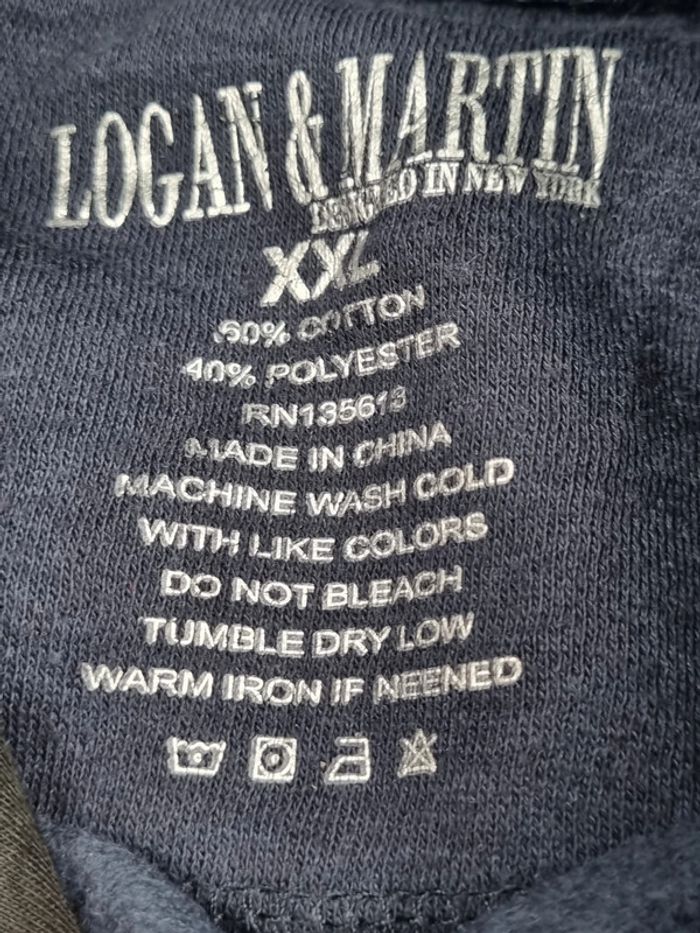 LOGAN & MARTIN
DESIGNED IN NEW YORK
XXL
60% COTTON
40% POLYESTER
RN135613
MADE IN CHINA
MACHINE WASH COLD
WITH LIKE COLORS
DO NOT BLEACH
TUMBLE DRY LOW
WARM IRON IF NEENED